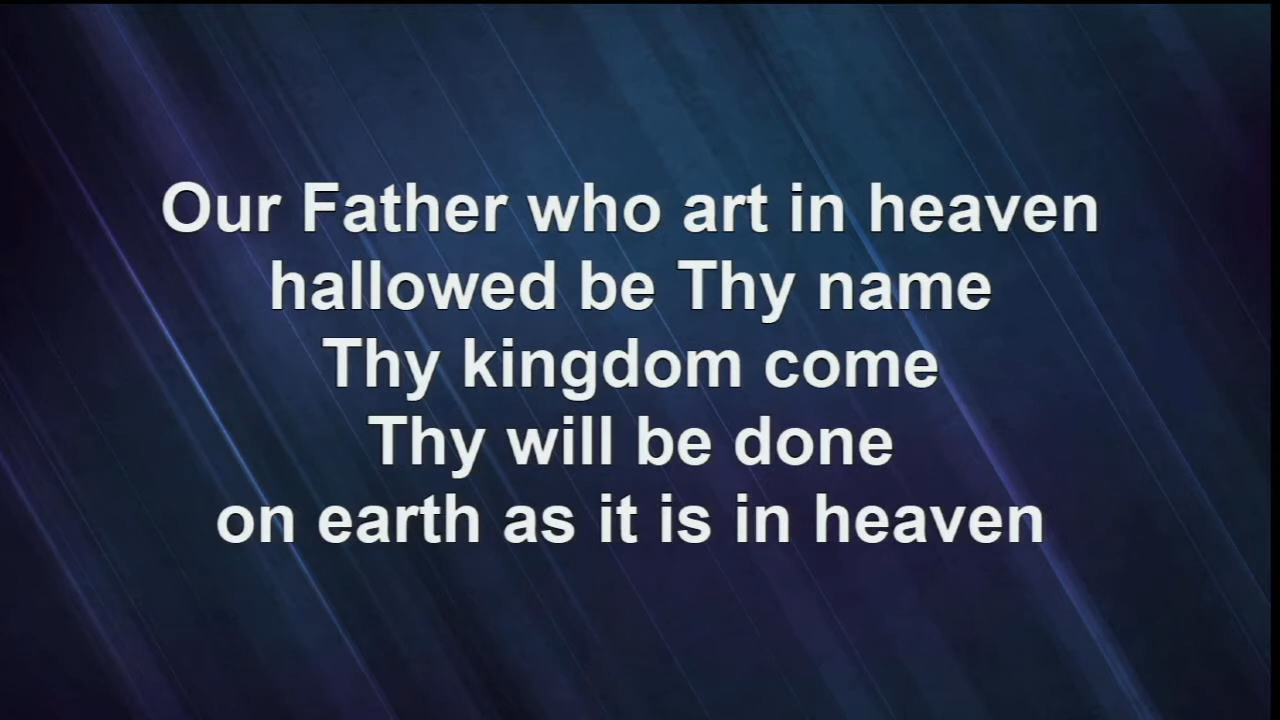 Our Father who art in heaven
hallowed be Thy name
Thy kingdom come
Thy will be done
on earth as it is in heaven